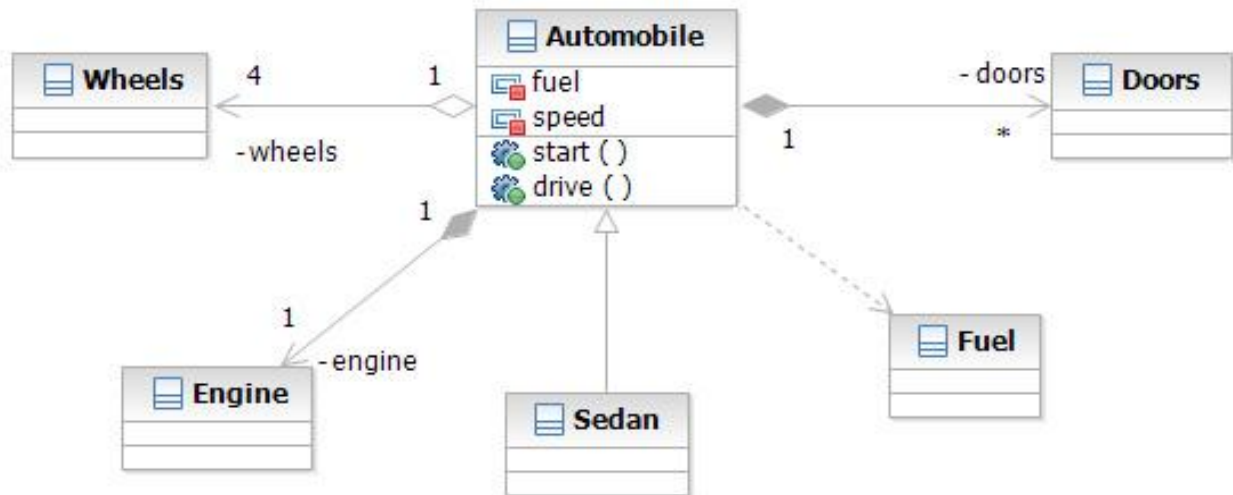 Automobile
fuel
speed
start ( )
drive ( )
Wheels
4
1
-wheels
-doors
Doors
1
*
1
1
-engine
Engine
Sedan
Fuel